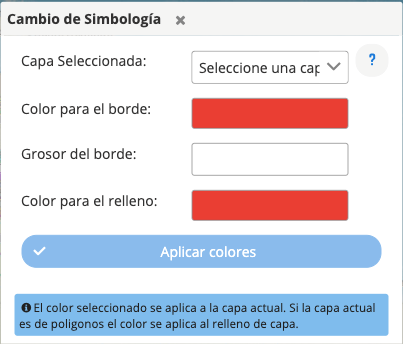 Cambio de Simbología
Capa Seleccionada:
Seleccione una cap
?
Color para el borde:
Grosor del borde:
Color para el relleno:
Aplicar colores
El color seleccionado se aplica a la capa actual. Si la capa actual
es de poligonos el color se aplica al relleno de capa.